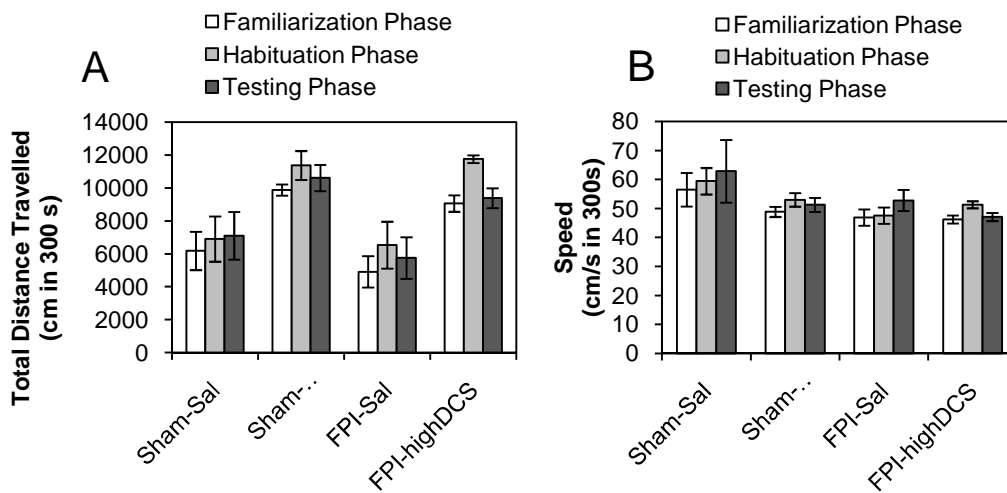 A
Familiarization Phase
Habituation Phase
Testing Phase
Total Distance Travelled
(cm in 300 s)
14000
12000
10000
8000
6000
4000
2000
0
Sham-Sal
Sham-..
FPI-Sal
FPI-highDCS
B
Familiarization Phase
Habituation Phase
Testing Phase
Speed
(cm/s in 300s)
80
70
60
50
40
30
20
10
0
Sham-Sal
Sham-..
FPI-Sal
FPI-highDCS